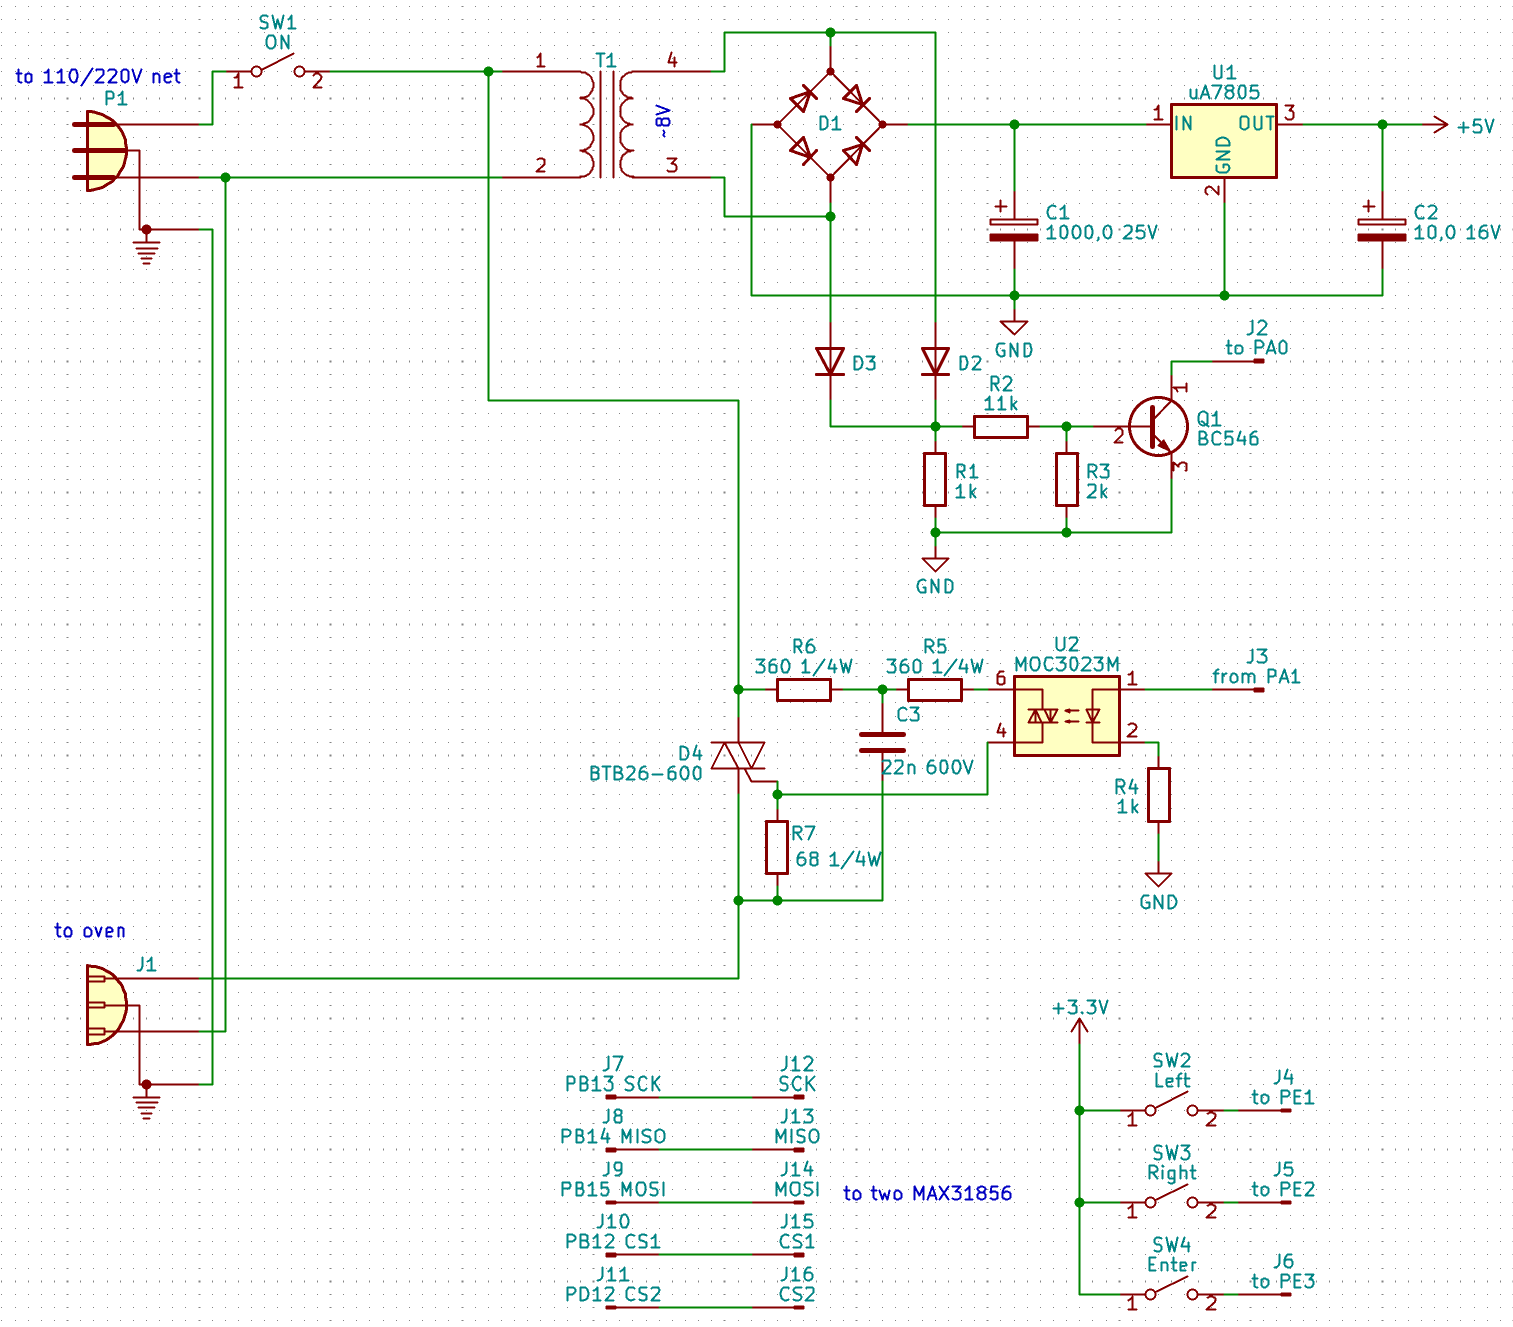 SW1
ON
to 110/220V net
P1
1
2
1
2
T1
4
3
~8V
D1
U1
uA7805
1
IN
OUT
3
GND
2
+5V
+
C1
1000,0 25V
+
C2
10,0 16V
GND
D3
D2
R2
11k
J2
to PA0
1
2
3
Q1
BC546
R1
1k
R3
2k
GND
R6
360 1/4W
R5
360 1/4W
U2
MOC3023M
6
4
1
2
J3
from PA1
C3
22n 600V
D4
BTB26-600
R7
68 1/4W
R4
1k
GND
to oven
J1
+3.3V
J7
PB13 SCK
J12
SCK
J8
PB14 MISO
J13
MISO
J9
PB15 MOSI
J14
MOSI
to two MAX31856
J10
PB12 CS1
J15
CS1
J11
PD12 CS2
J16
CS2
SW2
Left
1
2
J4
to PE1
SW3
Right
1
2
J5
to PE2
SW4
Enter
1
2
J6
to PE3